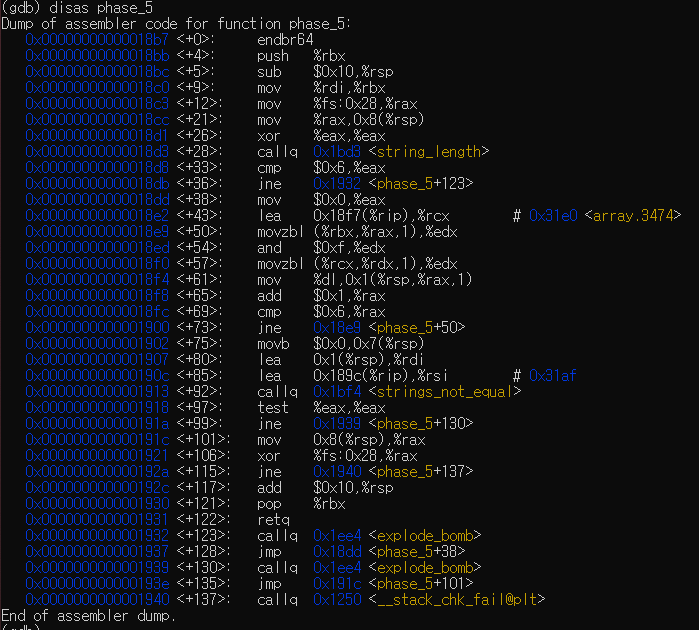 (gdb) disas phase_5
Dump of assembler code for function phase_5:
0x00000000000018b7 <+0>: endbr64
0x00000000000018bb <+4>: push %rbx
0x00000000000018bc <+5>: sub $0x10,%rsp
0x00000000000018c0 <+9>: mov %rdi,%rbx
0x00000000000018c3 <+12>: mov %fs:0x28,%rax
0x00000000000018cc <+21>: mov %rax,0x8(%rsp)
0x00000000000018d1 <+26>: xor %eax,%eax
0x00000000000018d3 <+28>: callq 0x1bd3 <string_length>
0x00000000000018d8 <+33>: cmp $0x6,%eax
0x00000000000018db <+36>: jne 0x1932 <phase_5+123>
0x00000000000018dd <+38>: mov $0x0,%eax
0x00000000000018e2 <+43>: lea 0x18f7(%rip),%rcx # 0x31e0 <array.3474>
0x00000000000018e9 <+50>: movzbl (%rbx,%rax,1),%edx
0x00000000000018ed <+54>: and $0xf,%edx
0x00000000000018f0 <+57>: movzbl (%rcx,%rdx,1),%edx
0x00000000000018f4 <+61>: mov %dl,0x1(%rsp,%rax,1)
0x00000000000018f8 <+65>: add $0x1,%rax
0x00000000000018fc <+69>: cmp $0x6,%rax
0x0000000000001900 <+73>: jne 0x18e9 <phase_5+50>
0x0000000000001902 <+75>: movb $0x0,0x7(%rsp)
0x0000000000001907 <+80>: lea 0x1(%rsp),%rdi
0x000000000000190c <+85>: lea 0x189c(%rip),%rsi # 0x31af
0x0000000000001913 <+92>: callq 0x1bf4 <strings_not_equal>
0x0000000000001918 <+97>: test %eax,%eax
0x000000000000191a <+99>: jne 0x1939 <phase_5+130>
0x000000000000191c <+101>: mov 0x8(%rsp),%rax
0x0000000000001921 <+106>: xor %fs:0x28,%rax
0x000000000000192a <+115>: jne 0x1940 <phase_5+137>
0x000000000000192c <+117>: add $0x10,%rsp
0x0000000000001930 <+121>: pop %rbx
0x0000000000001931 <+122>: retq
0x0000000000001932 <+123>: callq 0x1ee4 <explode_bomb>
0x0000000000001937 <+128>: jmp 0x18dd <phase_5+38>
0x0000000000001939 <+130>: callq 0x1ee4 <explode_bomb>
0x000000000000193e <+135>: jmp 0x191c <phase_5+101>
0x0000000000001940 <+137>: callq 0x1250 <__stack_chk_fail@plt>
End of assembler dump.
(gdb)